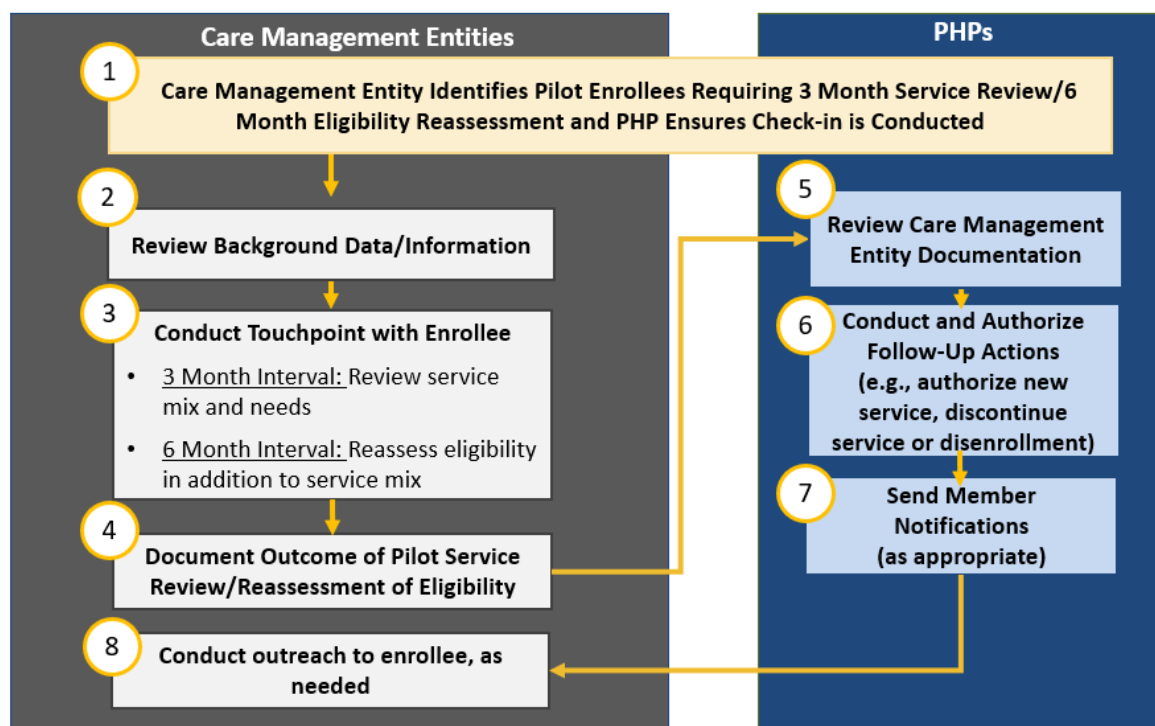 Care Management Entities
PHPs
1
Care Management Entity Identifies Pilot Enrollees Requiring 3 Month Service Review/6
Month Eligibility Reassessment and PHP Ensures Check-in is Conducted
2
Review Background Data/Information
3
Conduct Touchpoint with Enrollee
• 3 Month Interval: Review service
mix and needs
• 6 Month Interval: Reassess eligibility
in addition to service mix
4
Document Outcome of Pilot Service
Review/Reassessment of Eligibility
5
Review Care Management
Entity Documentation
6
Conduct and Authorize
Follow-Up Actions
(e.g., authorize new
service, discontinue
service or disenrollment)
7
Send Member
Notifications
(as appropriate)
8
Conduct outreach to enrollee, as
needed